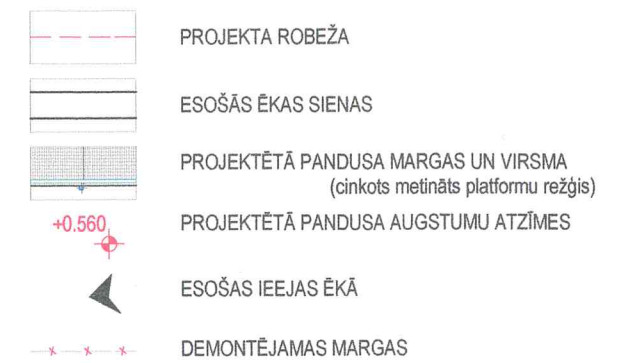 PROJEKTA ROBEŽA
ESOŠĀS ĒKAS SIENAS
PROJEKTĒTĀ PANDUSA MARGAS UN VIRSMA
(cinkots metināts platformu režģis)
+0.560 PROJEKTĒTĀ PANDUSA AUGSTUMU ATZĪMES
ESOŠAS IEEJAS ĒKĀ
DEMONTĒJAMAS MARGAS